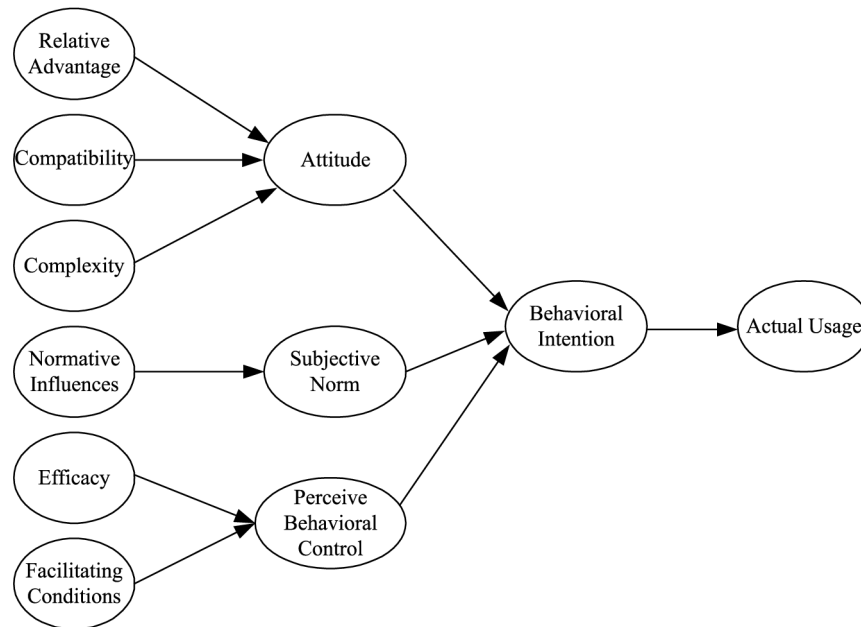 Relative
Advantage
Compatibility
Attitude
Complexity
Behavioral
Intention
Actual Usage
Normative
Influences
Subjective
Norm
Efficacy
Perceive
Behavioral
Control
Facilitating
Conditions